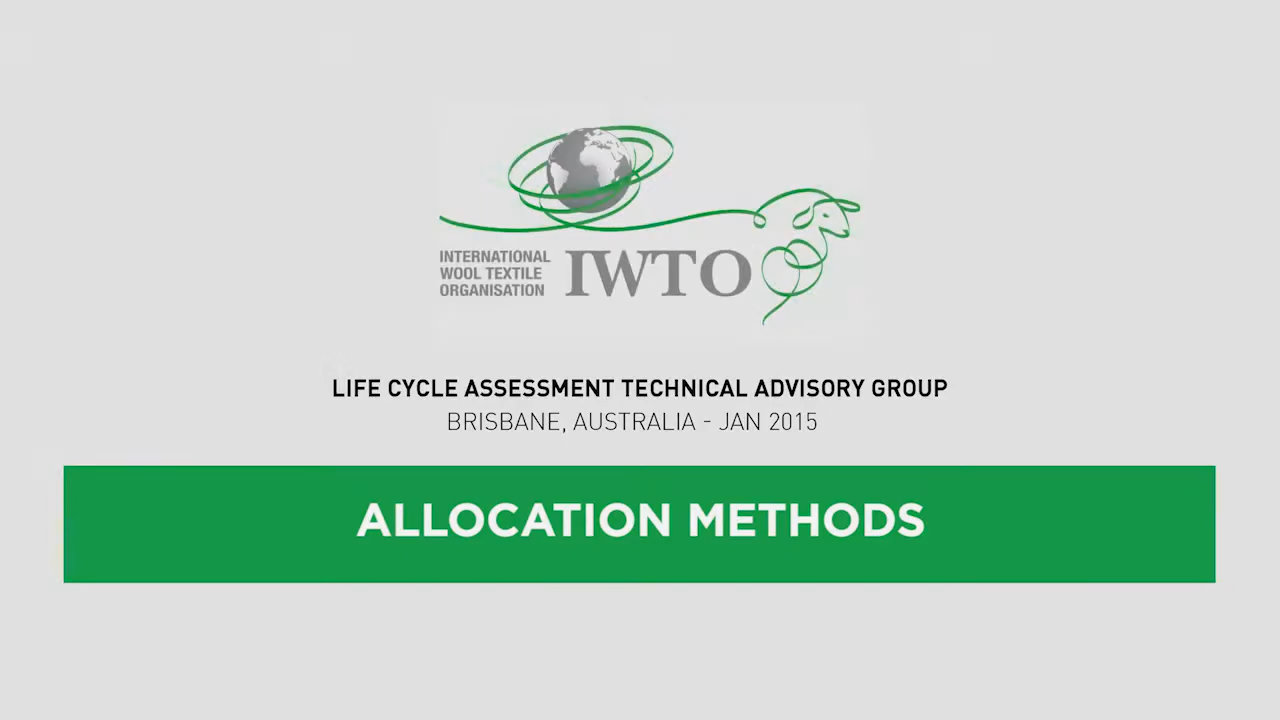 INTERNATIONAL
WOOL TEXTILE
ORGANISATION
IWTO
LIFE CYCLE ASSESSMENT TECHNICAL ADVISORY GROUP
BRISBANE, AUSTRALIA - JAN 2015
ALLOCATION METHODS